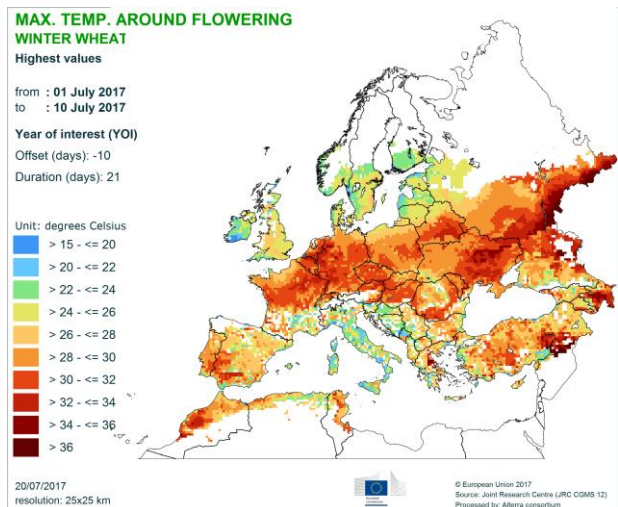 MAX. TEMP. AROUND FLOWERING
WINTER WHEAT
Highest values
from : 01 July 2017
to : 10 July 2017
Year of interest (YOI)
Offset (days): -10
Duration (days): 21
Unit: degrees Celsius
> 15 - <= 20
> 20 - <= 22
> 22 - <= 24
> 24 - <= 26
> 26 - <= 28
> 28 - <= 30
> 30 - <= 32
> 32 - <= 34
> 34 - <= 36
> 36
20/07/2017
resolution: 25x25 km
European
Commission
© European Union 2017
Source: Joint Research Centre (JRC CGMS 12)
Processed by: Alterra consortium